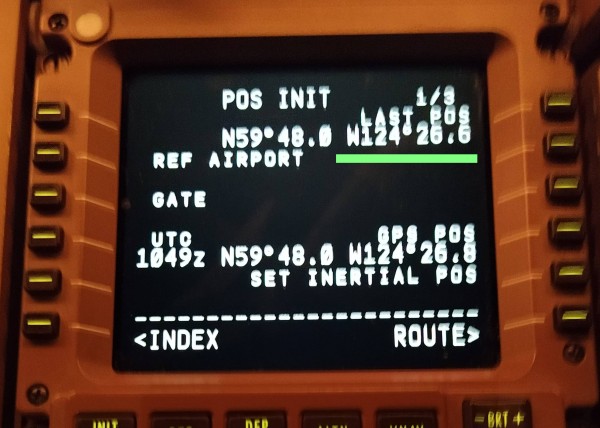 POS INIT 1/3
LAST POS
N59°48.0 W124°26.6
REF AIRPORT
GATE
UTC GPS POS
1049z N59°48.0 W124°26.8
SET INERTIAL POS
--------------------
<INDEX ROUTE>
INIT DEP - BRT +